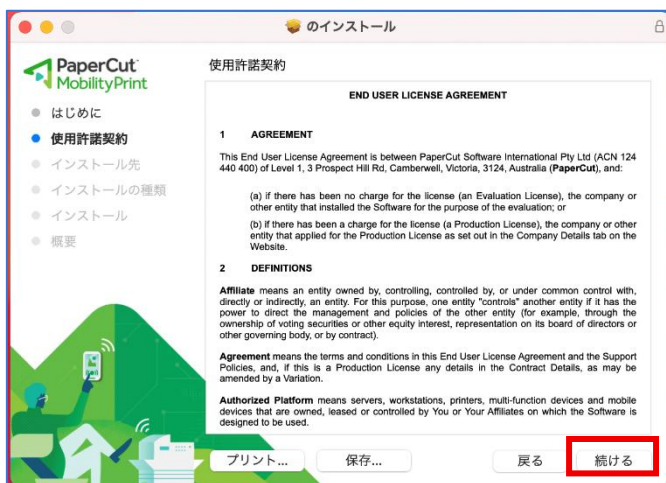 のインストール
PaperCut
MobilityPrint
はじめに
使用許諾契約
インストール先
インストールの種類
インストール
概要
使用許諾契約
END USER LICENSE AGREEMENT
1 AGREEMENT
This End User License Agreement is between PaperCut Software International Pty Ltd (ACN 124
440 400) of Level 1, 3 Prospect Hill Rd, Camberwell, Victoria, 3124, Australia (PaperCut), and:
(a) if there has been no charge for the license (an Evaluation License), the company or
other entity that installed the Software for the purpose of the evaluation; or
(b) if there has been a charge for the license (a Production License), the company or other
entity that applied for the Production License as set out in the Company Details tab on the
Website.
2 DEFINITIONS
Affiliate means an entity owned by, controlling, controlled by, or under common control with,
directly or indirectly, an entity. For this purpose, one entity "controls" another entity if it has the
power to direct the management and policies of the other entity (for example, through the
ownership of voting securities or other equity interest, representation on its board of directors or
other governing body, or by contract).
Agreement means the terms and conditions in this End User License Agreement and the Support
Policies, and, if this is a Production License any details in the Contract Details, as may be
amended by a Variation.
Authorized Platform means servers, workstations, printers, multi-function devices and mobile
devices that are owned, leased or controlled by You or Your Affiliates on which the Software is
designed to be used.
プリント...
保存...
戻る
続ける